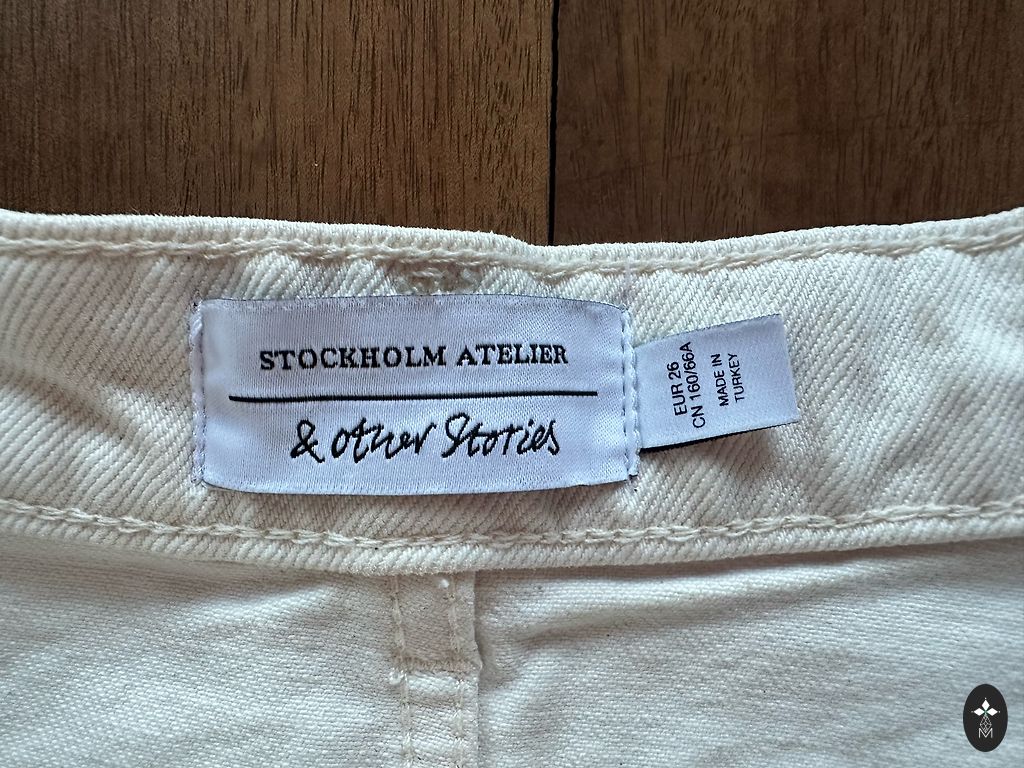 STOCKHOLM ATELIER
& other Stories
EUR 26
CN 160/66A
MADE IN
TURKEY
M